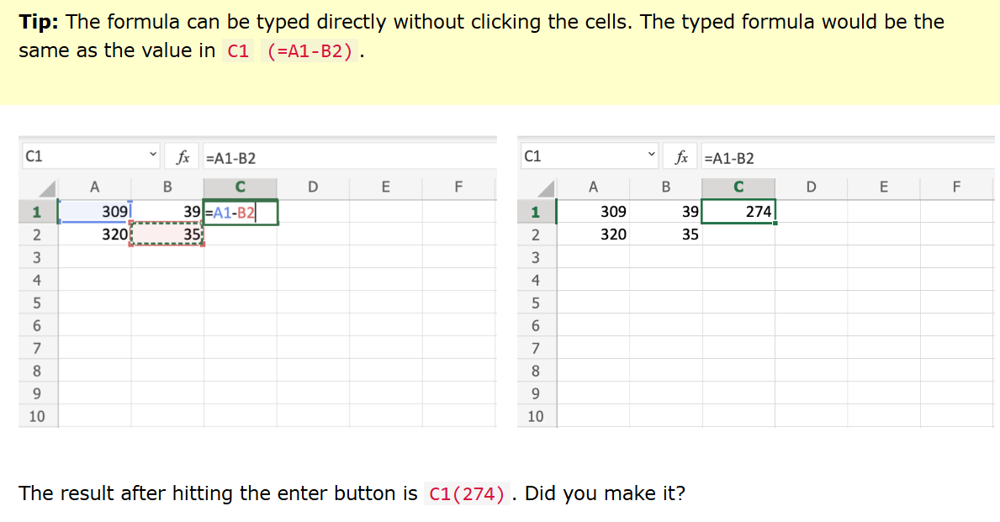 Tip: The formula can be typed directly without clicking the cells. The typed formula would be the
same as the value in C1 (=A1-B2) .
C1 fx =A1-B2
A B C D E F
1 309 39 =A1-B2
2 320 35
3
4
5
6
7
8
9
10
C1 fx =A1-B2
A B C D E F
1 309 39 274
2 320 35
3
4
5
6
7
8
9
10
The result after hitting the enter button is C1(274) . Did you make it?